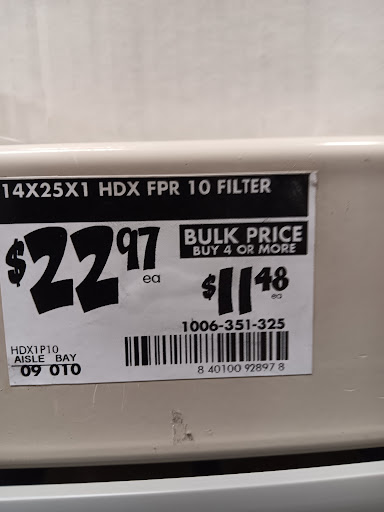 14X25X1 HDX FPR 10 FILTER
$22.97 ea
BULK PRICE
BUY 4 OR MORE
$11.48 ea
1006-351-325
HDX1P10
AISLE BAY
09 010
8 40100 92897 8